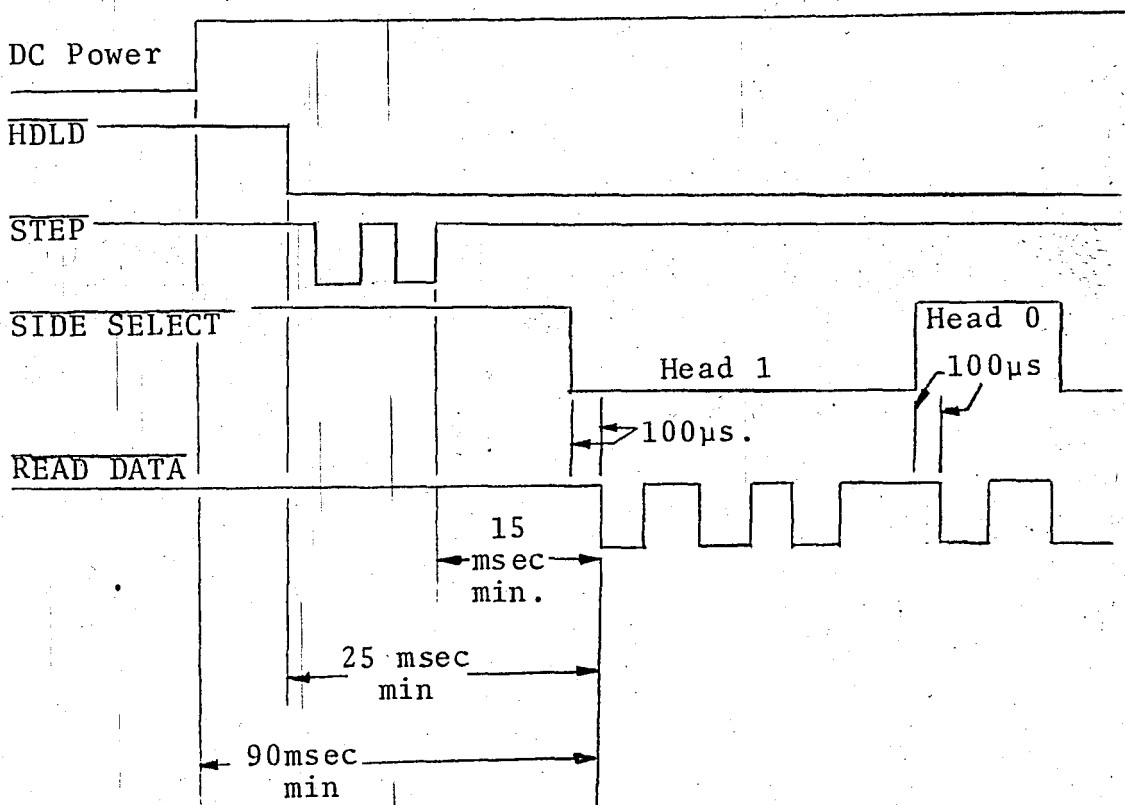 DC Power
HDLD
STEP
SIDE SELECT
Head 0
Head 1
100µs
100µs.
READ DATA
15
msec
min.
25 msec
min
90msec
min